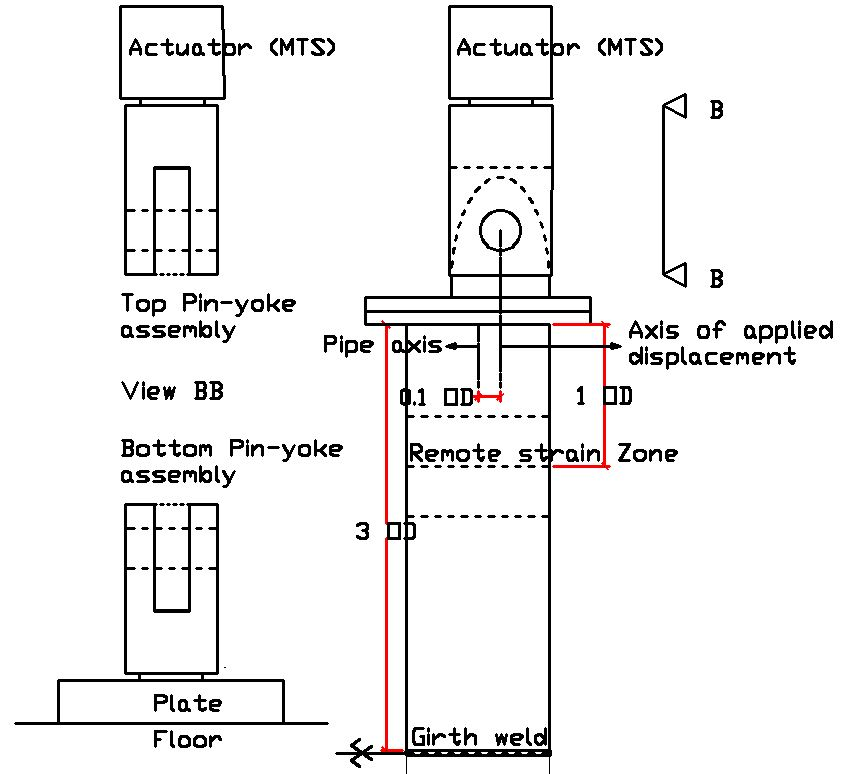 Actuator (MTS)
Actuator (MTS)
B
B
Top Pin-yoke
assembly
Pipe axis
Axis of applied
displacement
View BB
0.1 □D
1 □D
Bottom Pin-yoke
assembly
Remote strain Zone
3 □D
Plate
Floor
Girth weld